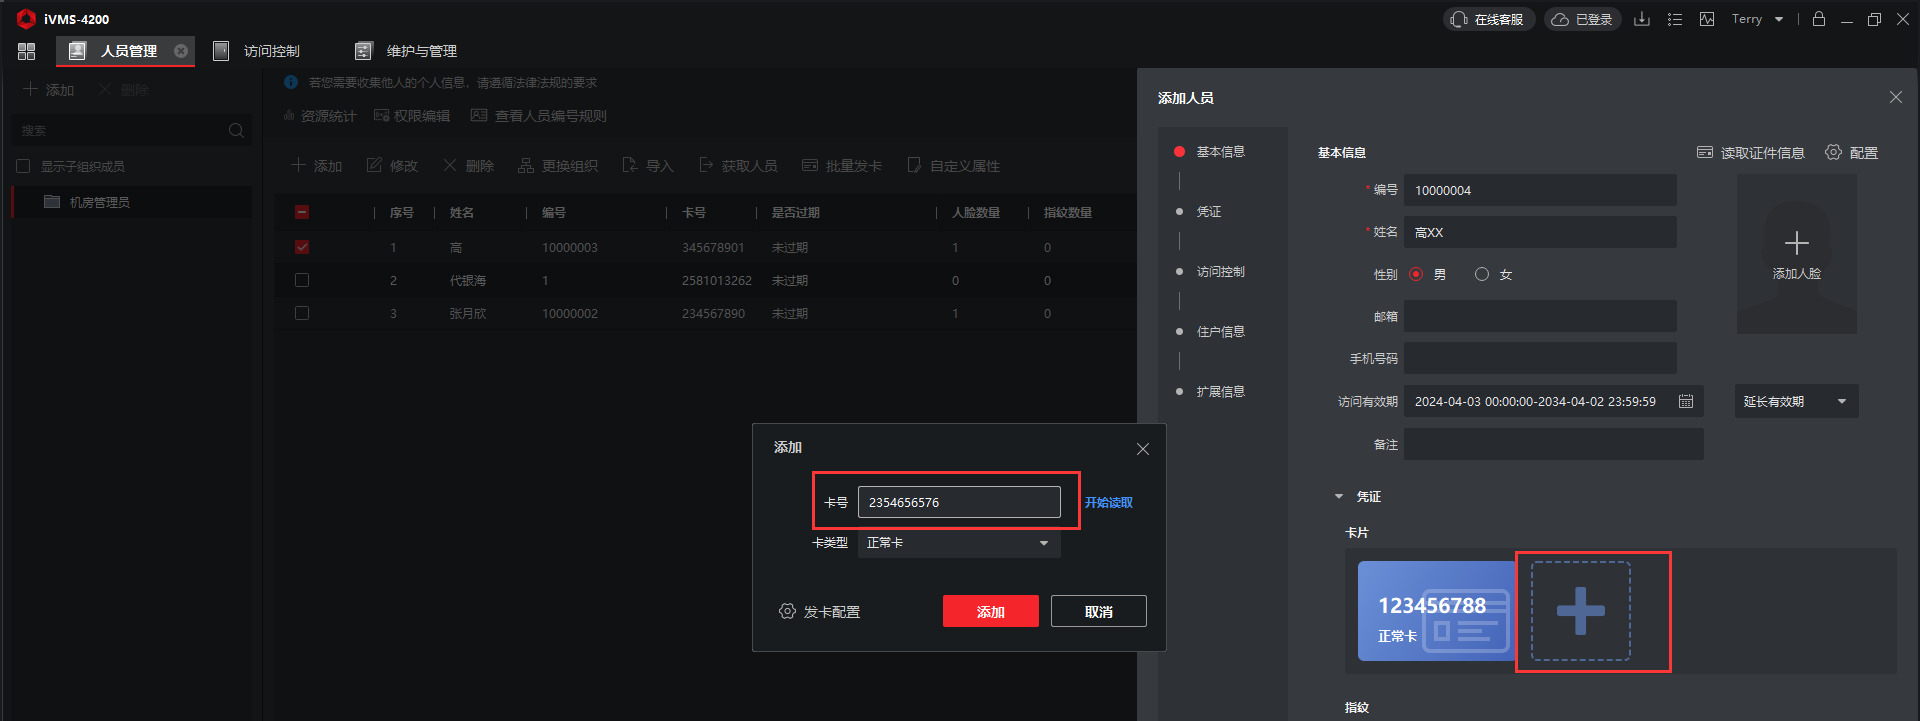 iVMS-4200
在线客服
已登录
Terry
人员管理
访问控制
维护与管理
添加
删除
搜索
显示子组织成员
机房管理员
若您需要收集他人的个人信息，请遵循法律法规的要求
资源统计
权限编辑
查看人员编号规则
添加
修改
删除
更换组织
导入
获取人员
批量发卡
自定义属性
序号 姓名 编号 卡号 是否过期 人脸数量 指纹数量
1 高 10000003 345678901 未过期 1 0
2 代银海 1 2581013262 未过期 0 0
3 张月欣 10000002 234567890 未过期 1 0
添加
卡号 2354656576 开始读取
卡类型 正常卡
发卡配置
添加
取消
添加人员
基本信息
凭证
访问控制
住户信息
扩展信息
基本信息
读取证件信息
配置
* 编号 10000004
* 姓名 高XX
添加人脸
性别 男 女
邮箱
手机号码
访问有效期 2024-04-03 00:00:00-2034-04-02 23:59:59 延长有效期
备注
凭证
卡片
123456788
正常卡
指纹